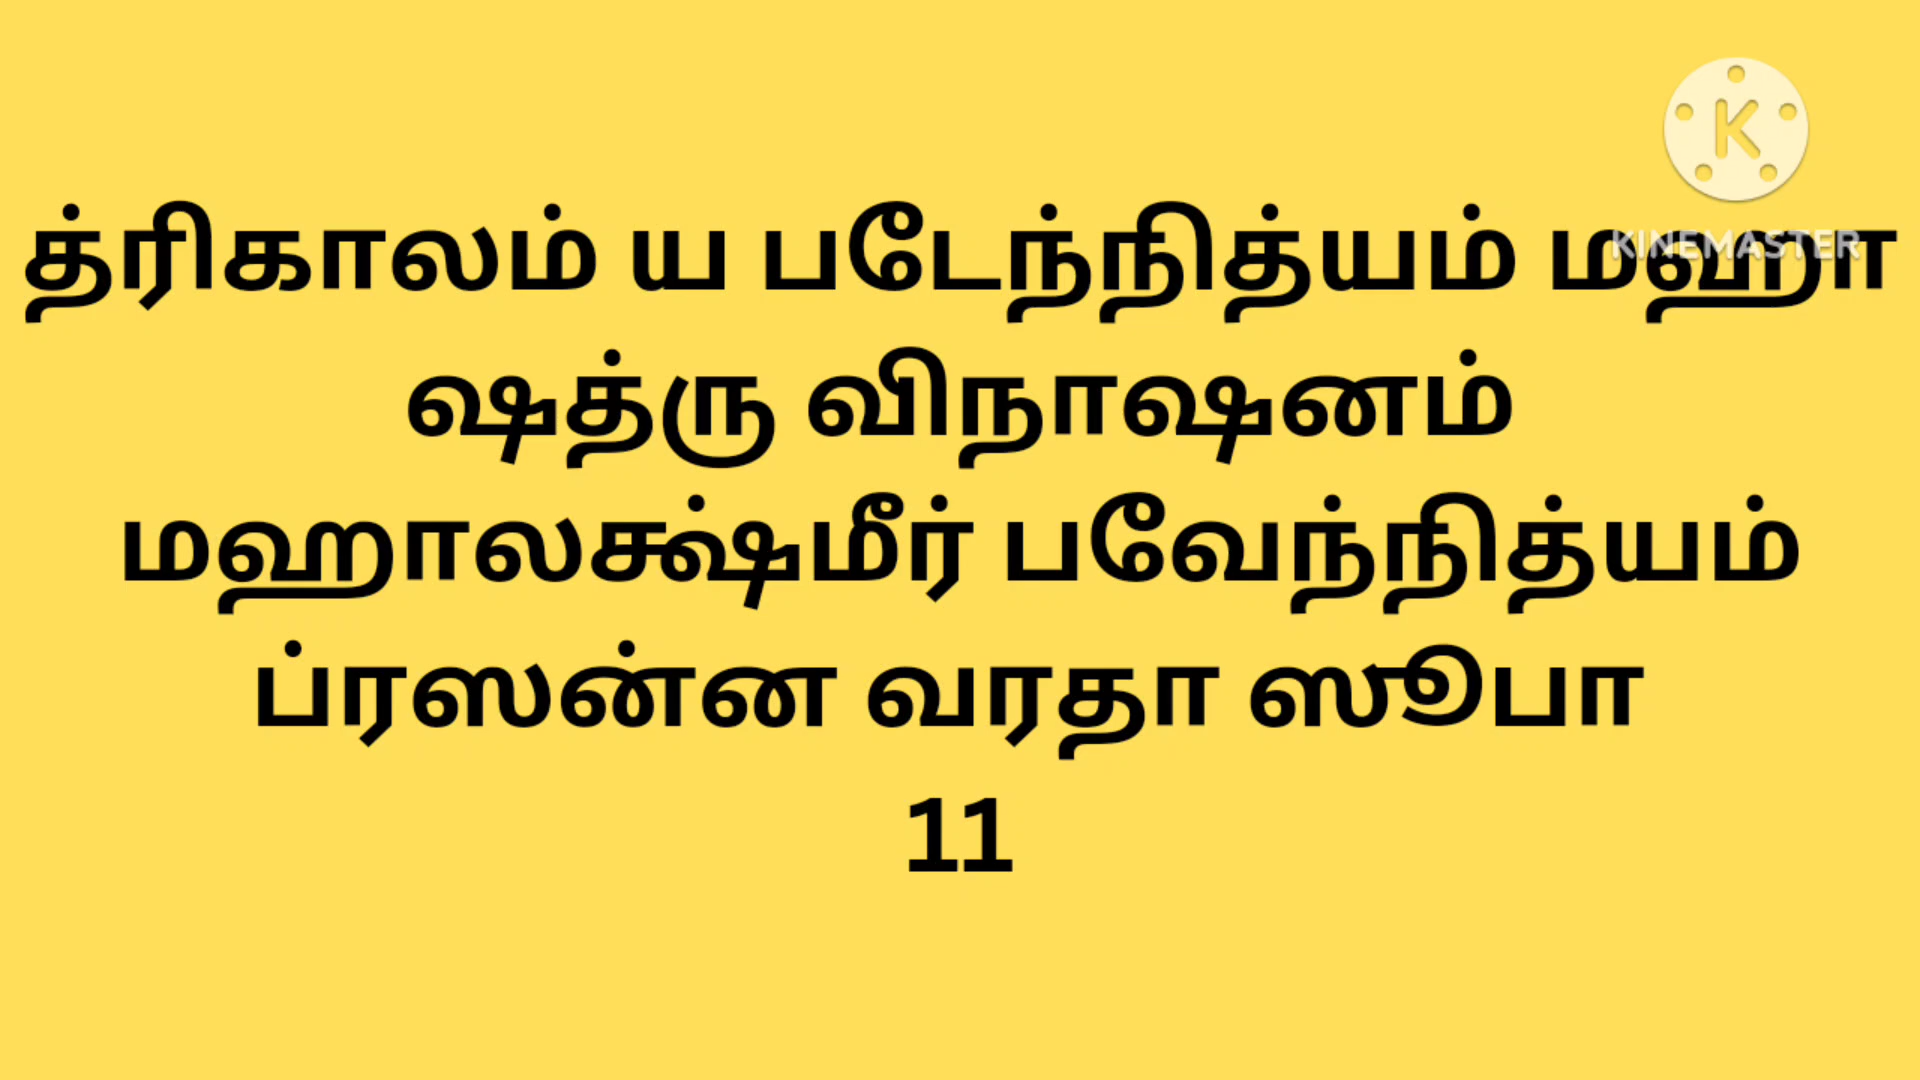 K
KINEMASTER
த்ரிகாலம் ய படேந்நித்யம் மஹா
ஷத்ரு விநாஷனம்
மஹாலக்ஷ்மீர் பவேந்நித்யம்
ப்ரஸன்ன வரதா ஸூபா
11